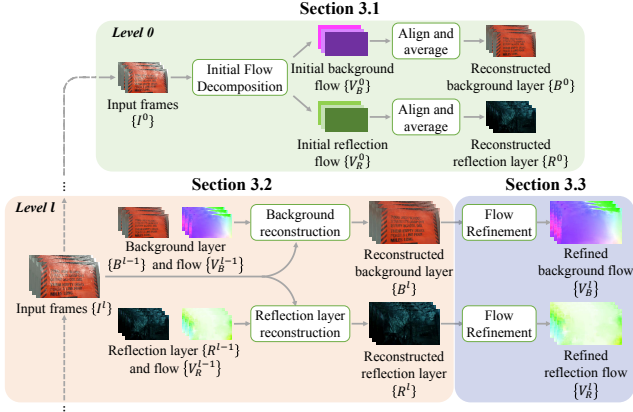 Section 3.1
Level 0
Input frames
{I^0}
Initial Flow
Decomposition
Initial background
flow {V_B^0}
Align and
average
Reconstructed
background layer {B^0}
Initial reflection
flow {V_R^0}
Align and
average
Reconstructed
reflection layer {R^0}
Section 3.2
Section 3.3
Level l
Input frames {I^l}
Background layer
{B^{l-1}} and flow {V_B^{l-1}}
Background
reconstruction
Reconstructed
background layer
{B^l}
Flow
Refinement
Refined
background flow
{V_B^l}
Reflection layer {R^{l-1}}
and flow {V_R^{l-1}}
Reflection layer
reconstruction
Reconstructed
reflection layer
{R^l}
Flow
Refinement
Refined
reflection flow
{V_R^l}